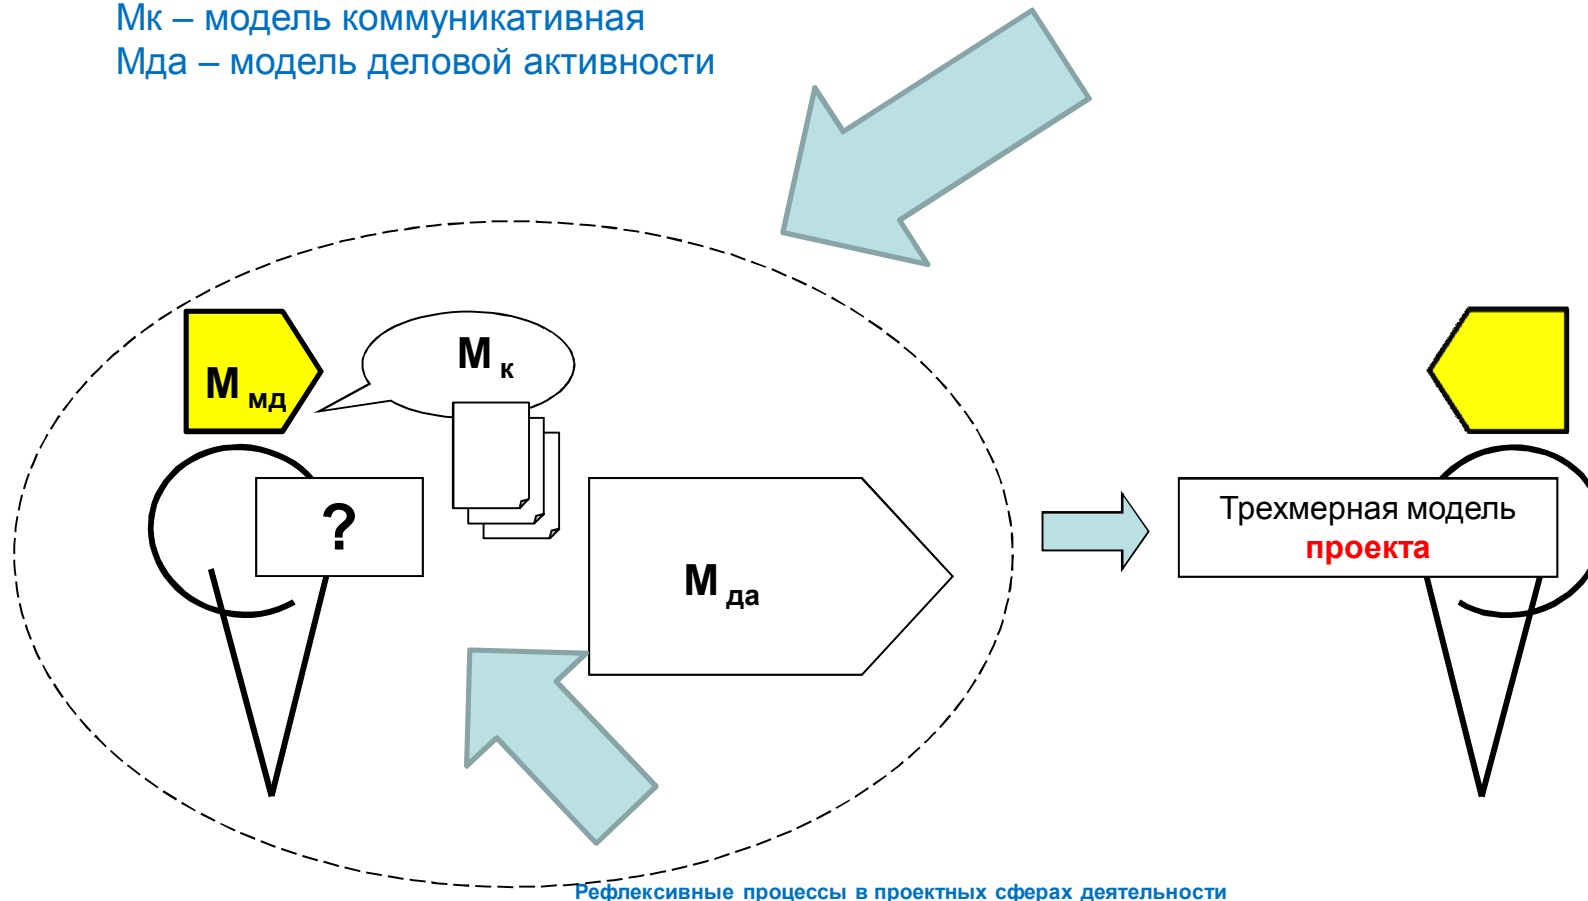 Мк – модель коммуникативная
Мда – модель деловой активности
М мд
М к
?
М да
Трехмерная модель
проекта
Рефлексивные процессы в проектных сферах деятельности